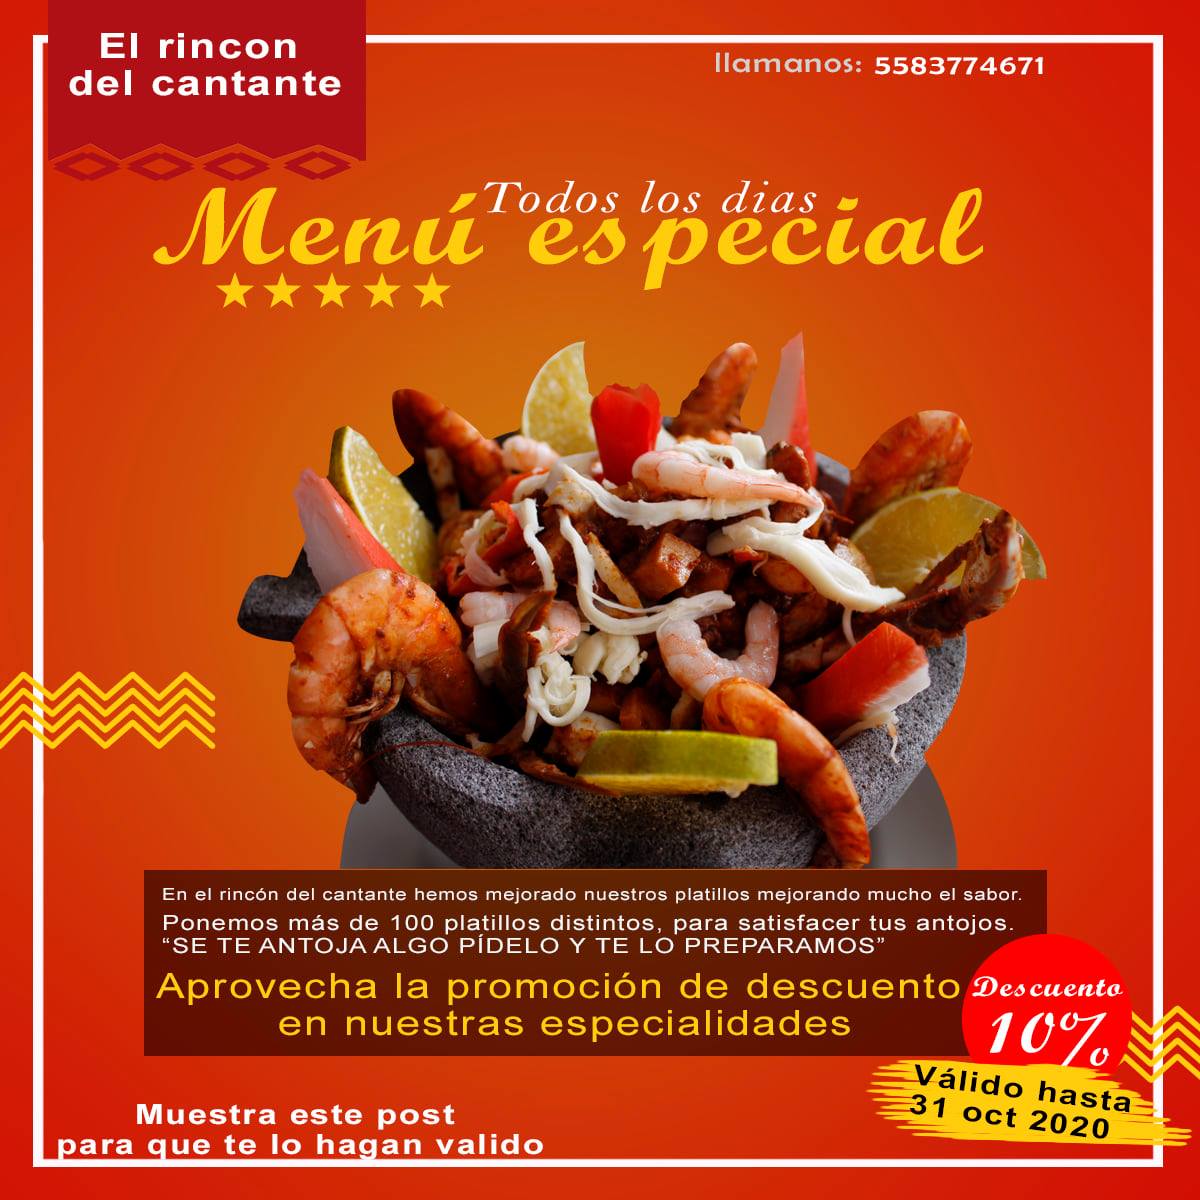 El rincon
del cantante
llamanos: 5583774671
Todos los dias
Menú especial
En el rincón del cantante hemos mejorado nuestros platillos mejorando mucho el sabor.
Ponemos más de 100 platillos distintos, para satisfacer tus antojos.
“SE TE ANTOJA ALGO PÍDELO Y TE LO PREPARAMOS”
Aprovecha la promoción de descuento
en nuestras especialidades
Descuento
10%
Válido hasta
31 oct 2020
Muestra este post
para que te lo hagan valido